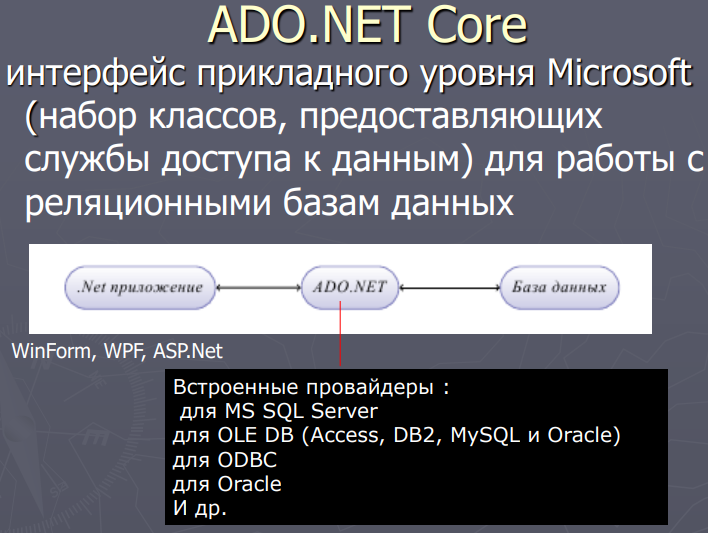 ADO.NET Core
интерфейс прикладного уровня Microsoft
(набор классов, предоставляющих
службы доступа к данным) для работы с
реляционными базам данных
.Net приложение
ADO.NET
База данных
WinForm, WPF, ASP.Net
Встроенные провайдеры :
для MS SQL Server
для OLE DB (Access, DB2, MySQL и Oracle)
для ODBC
для Oracle
И др.